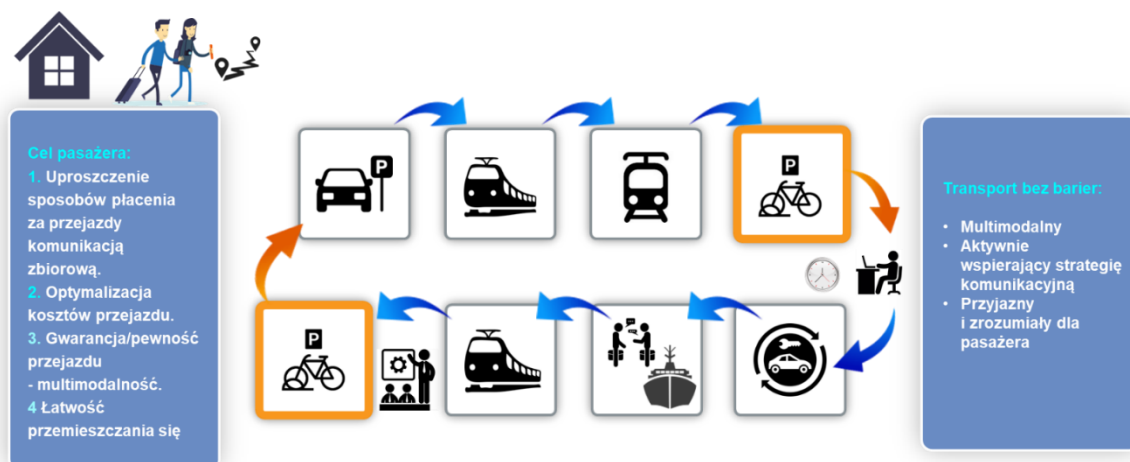 Cel pasażera:
1. Uproszczenie
sposobów płacenia
za przejazdy
komunikacją
zbiorową.
2. Optymalizacja
kosztów przejazdu.
3. Gwarancja/pewność
przejazdu
- multimodalność.
4 Łatwość
przemieszczania się
P
P
P
Transport bez barier:
• Multimodalny
• Aktywnie
wspierający strategię
komunikacyjną
• Przyjazny
i zrozumiały dla
pasażera